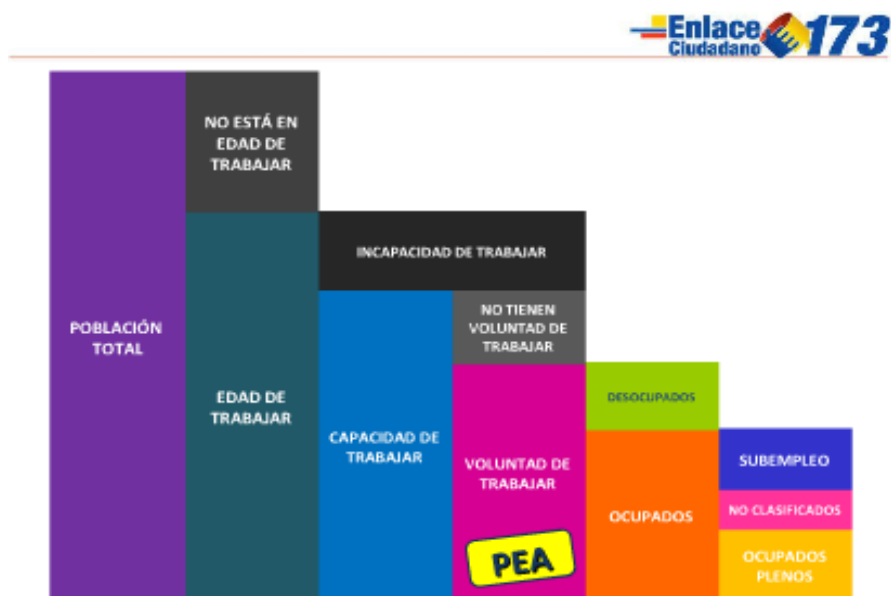 Enlace
Ciudadano
173
NO ESTÁ EN
EDAD DE
TRABAJAR
INCAPACIDAD DE TRABAJAR
NO TIENEN
VOLUNTAD DE
TRABAJAR
POBLACIÓN
TOTAL
EDAD DE
TRABAJAR
DESOCUPADOS
CAPACIDAD DE
TRABAJAR
VOLUNTAD DE
TRABAJAR
SUBEMPLEO
OCUPADOS
NO CLASIFICADOS
PEA
OCUPADOS
PLENOS